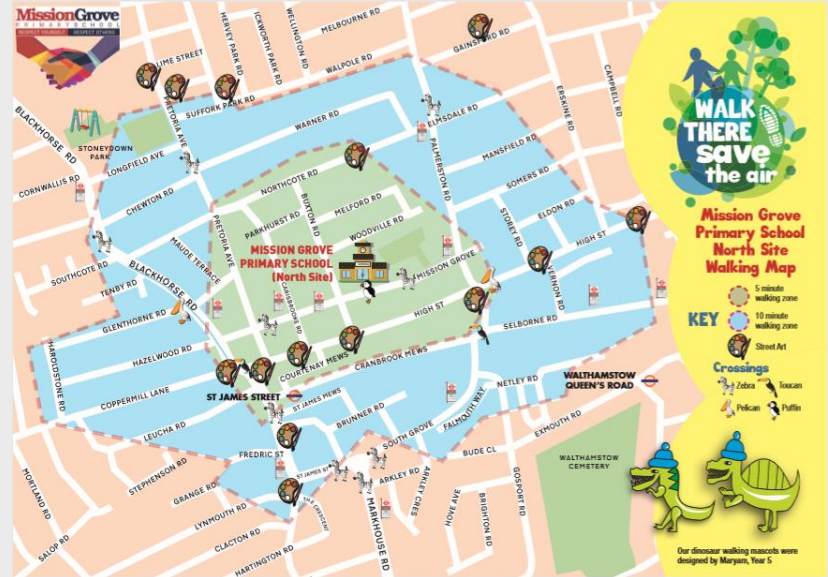 MissionGrove
PRIMARY SCHOOL
RESPECT YOURSELF RESPECT OTHERS
MELBOURNE RD
WELLINGTON RD
ICKWORTH PARK RD
HERVEY PARK RD
GAINSFORD RD
LIME STREET
WALPOLE RD
CAMPBELL RD
ERSKINE RD
SUFFORK PARK RD
PRETORIA AVE
BLACKHORSE RD
STONEYDOWN
PARK
WARNER RD
ELMSDALE RD
PALMERSTON RD
MANSFIELD RD
LONGFIELD AVE
CORNWALLIS RD
CHEWTON RD
NORTHCOTE RD
SOMERS RD
MELFORD RD
BUXTON RD
PARKHURST RD
PRETORIA AVE
WOODVILLE RD
STOREY RD
ELDON RD
HIGH ST
MAUDE TERRACE
MISSION GROVE
PRIMARY SCHOOL
(North Site)
MISSION GROVE
SOUTHCOTE RD
TENBY RD
BLACKHORSE RD
CARISBROOKE RD
VERNON RD
HIGH ST
GLENTHORNE RD
SELBORNE RD
HAZELWOOD RD
HAROLDSTONE RD
COURTENAY MEWS
CRANBROOK MEWS
COPPERMILL LANE
ST JAMES STREET
ST JAMES MEWS
NETLEY RD
WALTHAMSTOW
QUEEN'S ROAD
FALMOUTH WAY
LEUCHA RD
BRUNNER RD
SOUTH GROVE
EXMOUTH RD
FREDRIC ST
BUDE CL
WALTHAMSTOW
CEMETERY
STEPHENSON RD
ST JAMES ST
ARKLEY RD
ARKLEY CRES
GRANGE RD
MORTLAND RD
THE CRESCENT
LYNMOUTH RD
MARKHOUSE RD
HOVE AVE
BRIGHTON RD
GOSPORT RD
SALOP RD
CLACTON RD
HARTINGTON RD
WALK
THERE
save
the air
Mission Grove
Primary School
North Site
Walking Map
KEY
5 minute
walking zone
10 minute
walking zone
Street Art
Crossings
Zebra
Toucan
Pelican
Puffin
Our dinosaur walking mascots were
designed by Maryam, Year 5